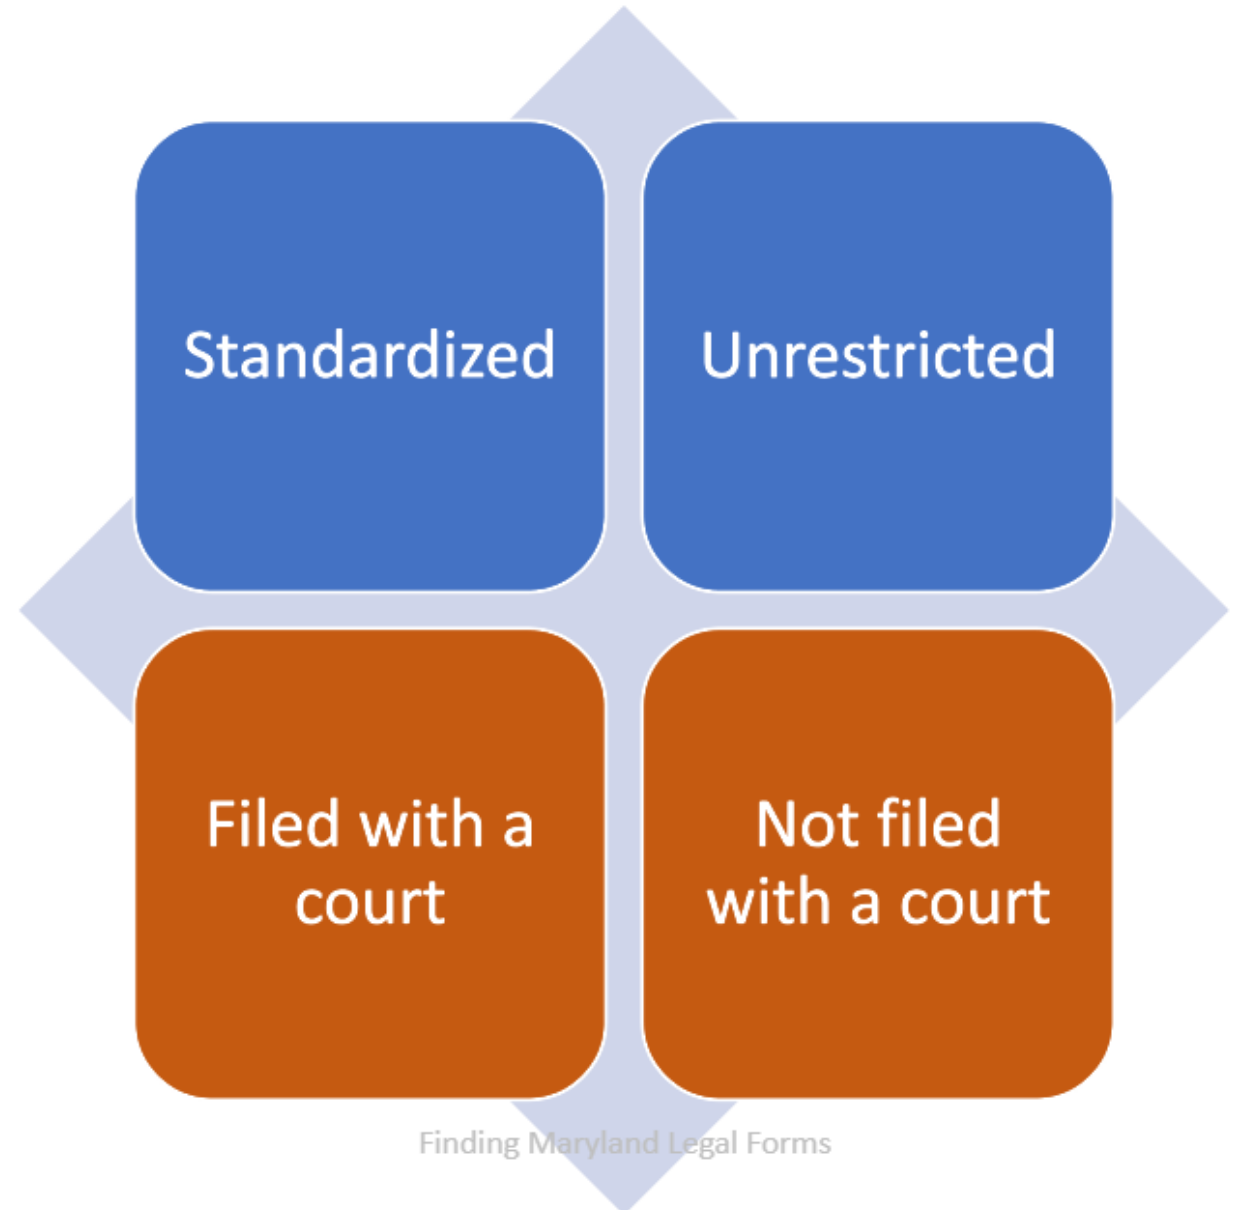 Standardized
Unrestricted
Filed with a
court
Not filed
with a court
Finding Maryland Legal Forms